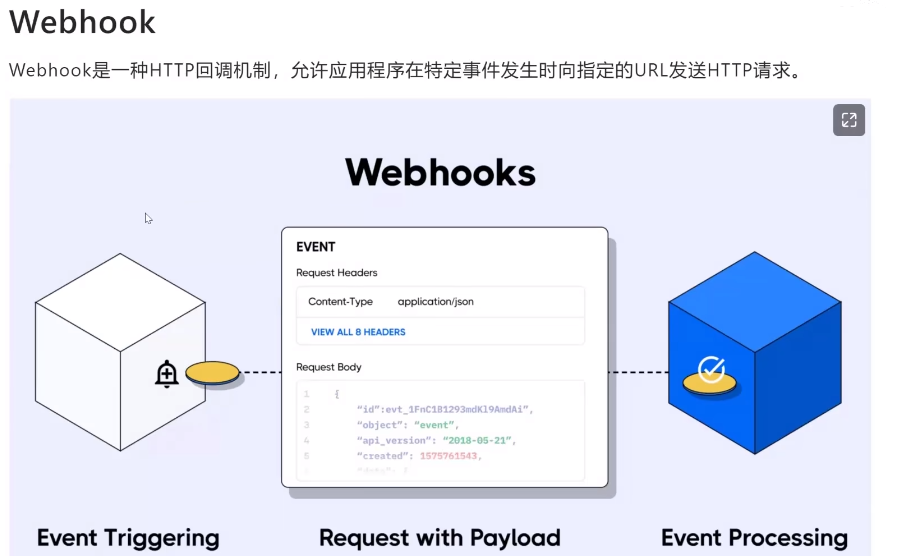 Webhook
Webhook是一种HTTP回调机制，允许应用程序在特定事件发生时向指定的URL发送HTTP请求。
Webhooks
EVENT
Request Headers
Content-Type application/json
VIEW ALL 8 HEADERS
Request Body
1 {
2 "id":evt_1FnC1B1293mdKl9AmdAi",
3 "object": "event",
4 "api_version": "2018-05-21",
5 "created": 1575761543,
Event Triggering
Request with Payload
Event Processing